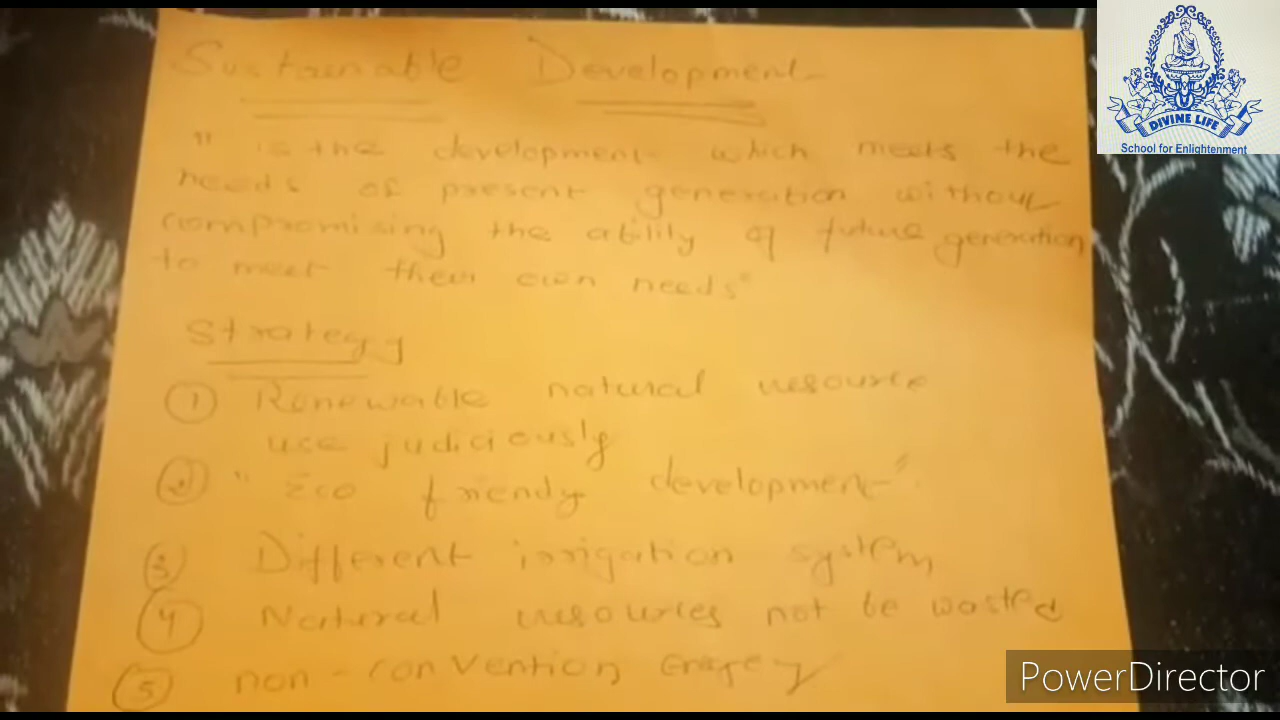 Sustainable Development
" is the development which meets the
needs of present generation without
compromising the ability of future generation
to meet their own needs"
Strategy
① Renewable natural resource
use judiciously
② "Eco friendy development"
③ Different irrigation system
④ Natural resources not be wasted
⑤ non-convention
DIVINE LIFE
School for Enlightenment
PowerDirector